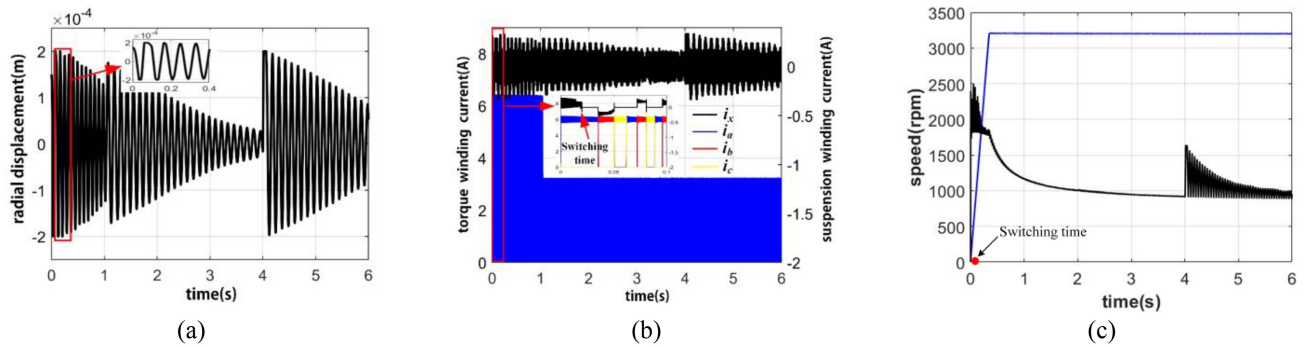 ×10⁻⁴
radial displacement(m)
2
1
0
-1
-2
×10⁻⁴
2
0
-2
0 0.2 0.4
0 1 2 3 4 5 6
time(s)
(a)
torque winding current(A)
8
6
4
2
0
0
-0.5
-1
-1.5
-2
suspension winding current(A)
Switching
time
i_x
i_a
i_b
i_c
0 1 2 3 4 5 6
time(s)
(b)
speed(rpm)
3500
3000
2500
2000
1500
1000
500
0
Switching time
0 1 2 3 4 5 6
time(s)
(c)